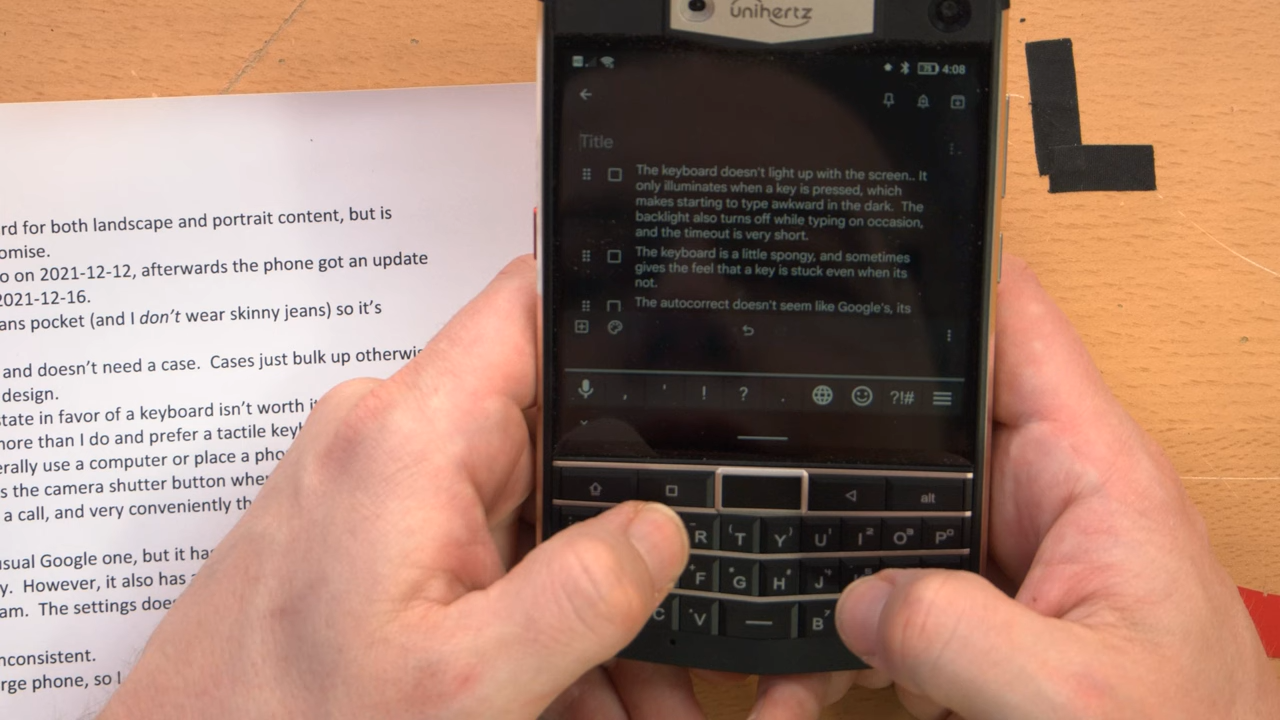 unihertz
4:08
Title
The keyboard doesn't light up with the screen.. It
only illuminates when a key is pressed, which
makes starting to type awkward in the dark. The
backlight also turns off while typing on occasion,
and the timeout is very short.
The keyboard is a little spongy, and sometimes
gives the feel that a key is stuck even when its
not.
The autocorrect doesn't seem like Google's, its
, ' ! ? . ?!#
alt
R T Y U I O P
F G H J
C V B
rd for both landscape and portrait content, but is
omise.
o on 2021-12-12, afterwards the phone got an update
2021-12-16.
ans pocket (and I don't wear skinny jeans) so it's
and doesn't need a case. Cases just bulk up otherwi
design.
state in favor of a keyboard isn't worth i
more than I do and prefer a tactile key
erally use a computer or place a pho
s the camera shutter button whe
a call, and very conveniently th
usual Google one, but it ha
y. However, it also has
am. The settings doe
nconsistent.
rge phone, so I